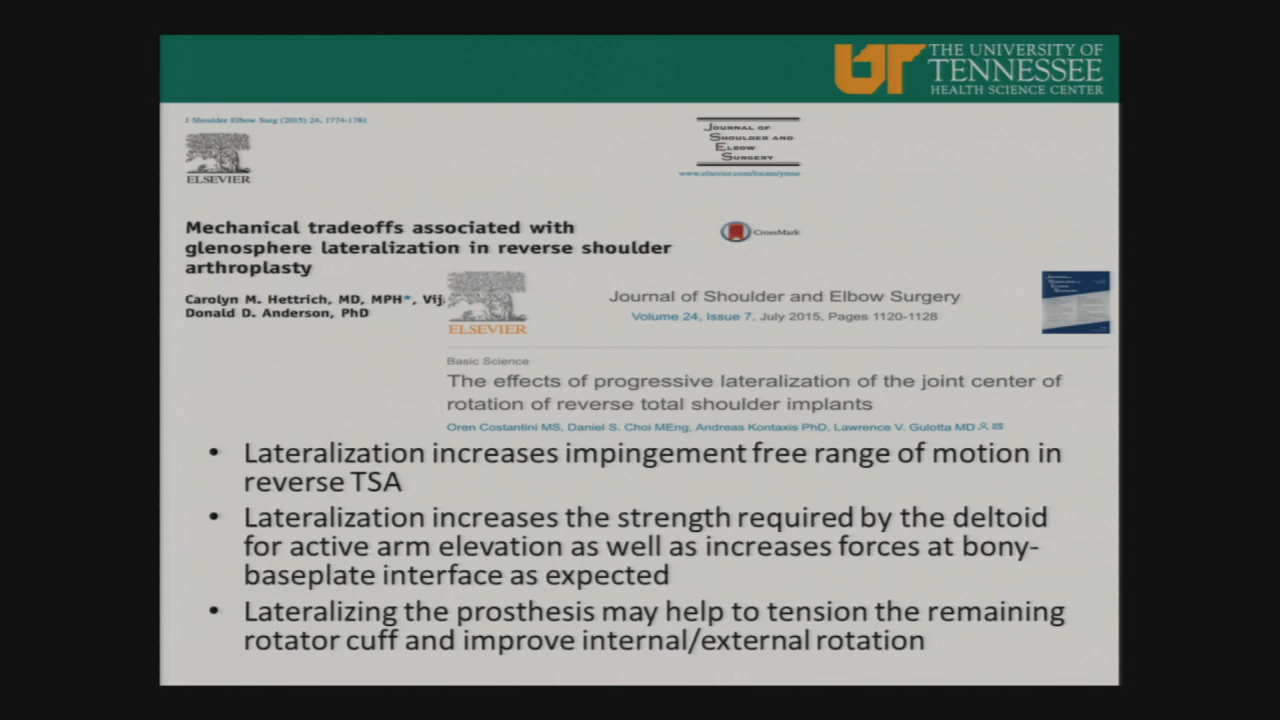 THE UNIVERSITY OF
TENNESSEE
HEALTH SCIENCE CENTER
J Shoulder Elbow Surg (2015) 24, 1774-1781
ELSEVIER
JOURNAL OF
SHOULDER AND
ELBOW
SURGERY
www.elsevier.com/locate/ymse
Mechanical tradeoffs associated with
glenosphere lateralization in reverse shoulder
arthroplasty
CrossMark
Carolyn M. Hettrich, MD, MPH*, Vij
Donald D. Anderson, PhD
ELSEVIER
Journal of Shoulder and Elbow Surgery
Volume 24, Issue 7, July 2015, Pages 1120-1128
Basic Science
The effects of progressive lateralization of the joint center of
rotation of reverse total shoulder implants
Oren Costantini MS, Daniel S. Choi MEng, Andreas Kontaxis PhD, Lawrence V. Gulotta MD
• Lateralization increases impingement free range of motion in
reverse TSA
• Lateralization increases the strength required by the deltoid
for active arm elevation as well as increases forces at bony-
baseplate interface as expected
• Lateralizing the prosthesis may help to tension the remaining
rotator cuff and improve internal/external rotation